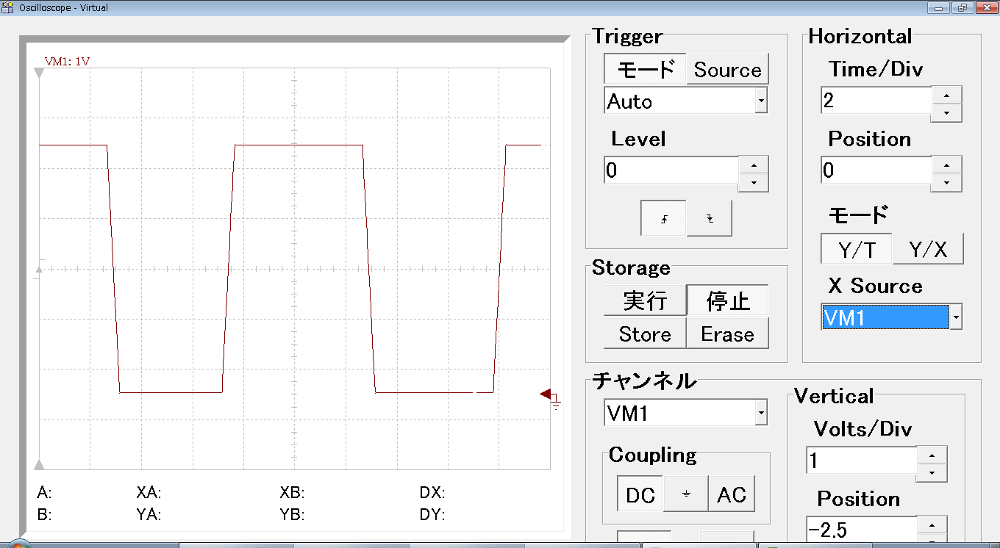 Oscilloscope - Virtual
VM1: 1V
A: XA: XB: DX:
B: YA: YB: DY:
Trigger
モード Source
Auto
Level
0
Storage
実行 停止
Store Erase
Horizontal
Time/Div
2
Position
0
モード
Y/T Y/X
X Source
VM1
チャンネル
VM1
Coupling
DC AC
Vertical
Volts/Div
1
Position
-2.5